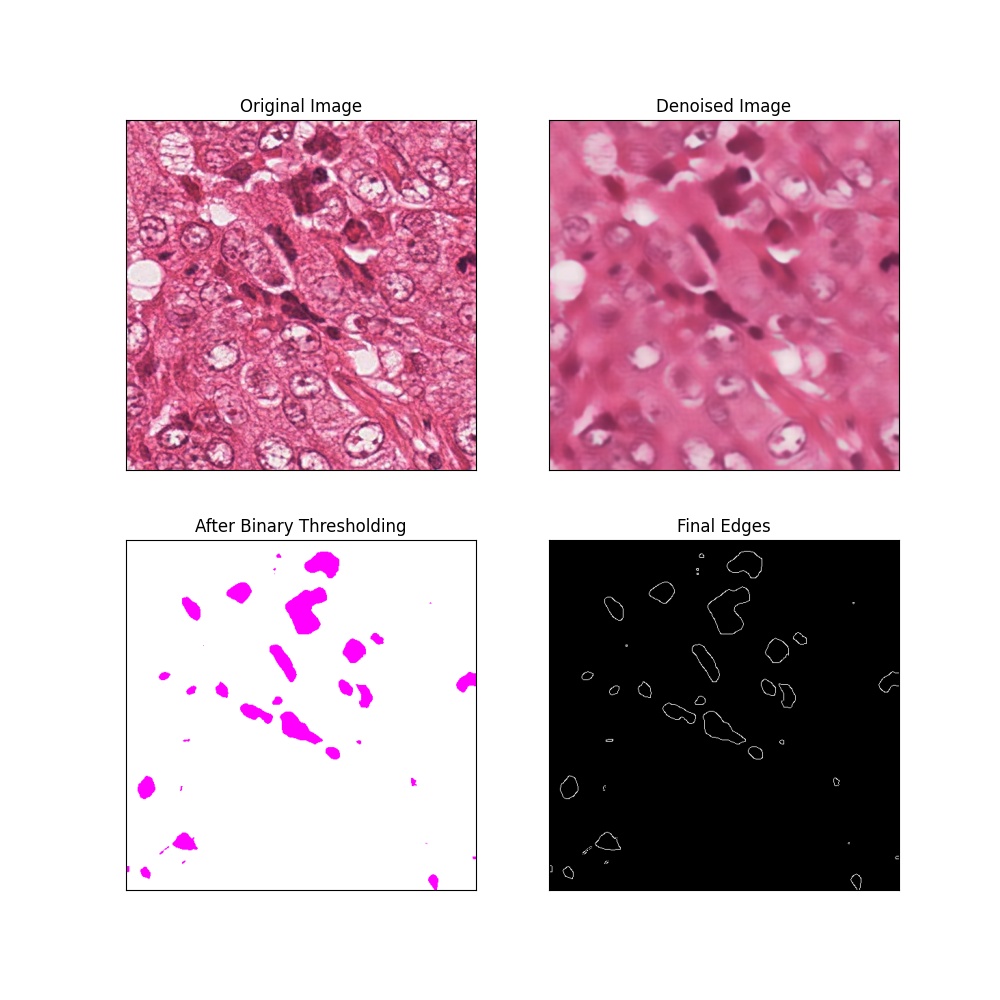 Original Image
Denoised Image
After Binary Thresholding
Final Edges